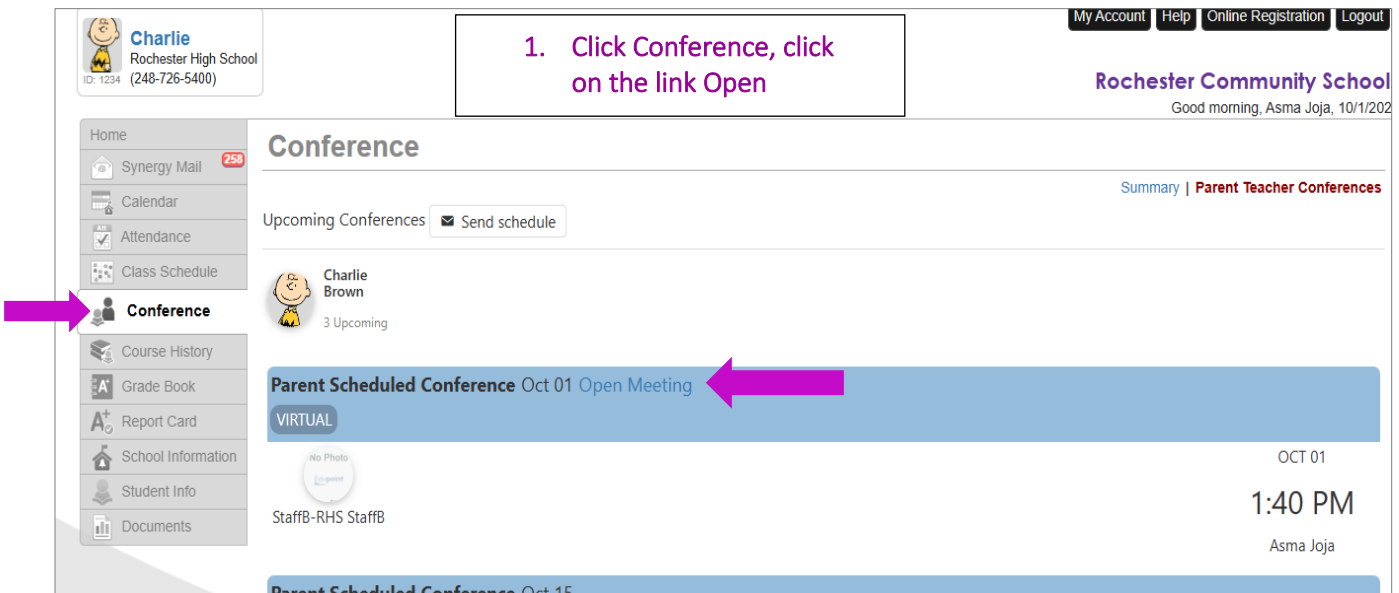 My Account Help Online Registration Logout
Charlie
Rochester High School
ID: 1234 (248-726-5400)
1. Click Conference, click
on the link Open
Rochester Community School
Good morning, Asma Joja, 10/1/202
Home
Synergy Mail 258
Calendar
Attendance
Class Schedule
Conference
Course History
Grade Book
Report Card
School Information
Student Info
Documents
Conference
Summary | Parent Teacher Conferences
Upcoming Conferences Send schedule
Charlie
Brown
3 Upcoming
Parent Scheduled Conference Oct 01 Open Meeting
VIRTUAL
No Photo
StaffB-RHS StaffB
OCT 01
1:40 PM
Asma Joja
Parent Scheduled Conference Oct 15